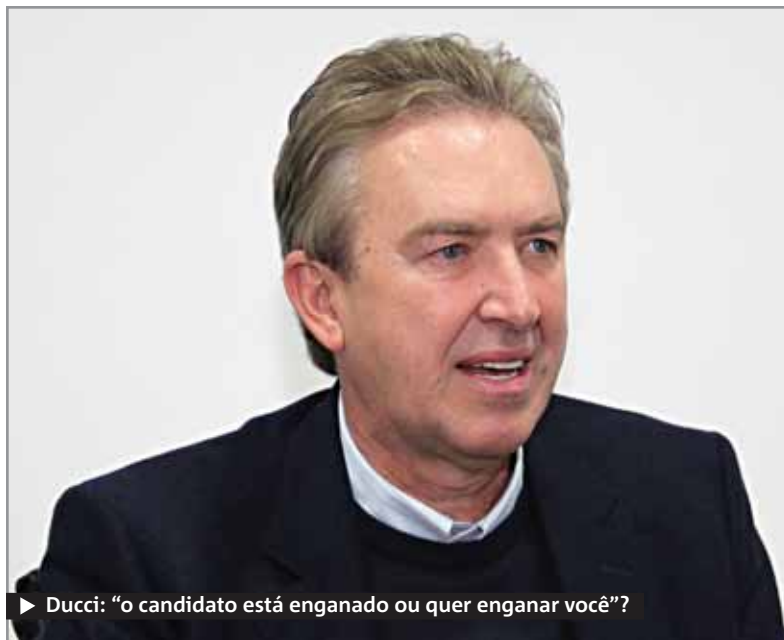 ▶ Ducci: “o candidato está enganado ou quer enganar você”?